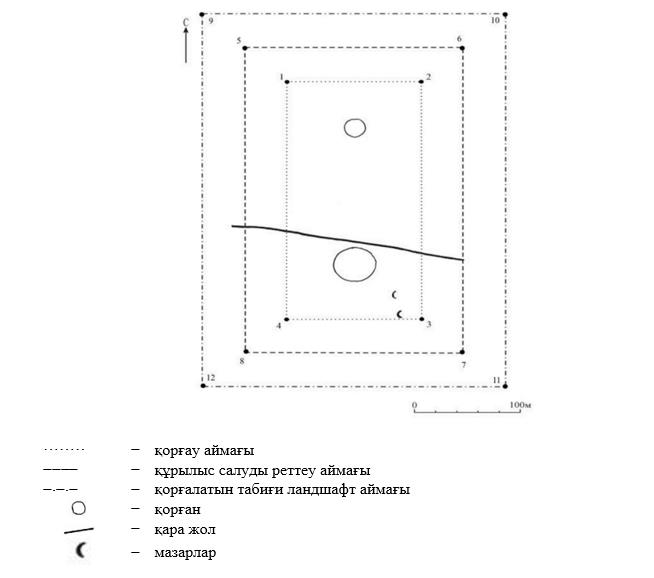 С
9
10
5
6
1
2
4
3
8
7
12
11
0 100м
– қорғау аймағы
– құрылыс салуды реттеу аймағы
– қорғалатын табиғи ландшафт аймағы
– қорған
– қара жол
– мазарлар